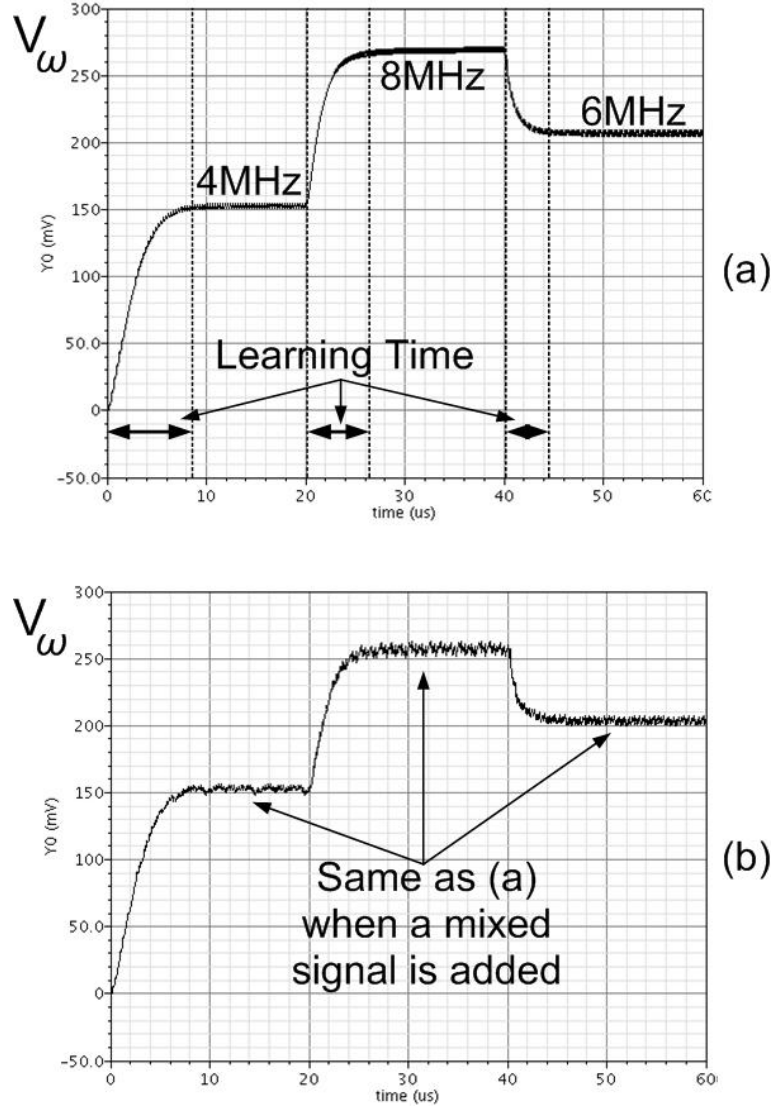 Vω
300
250
200
150
100
50.0
0
-50.0
Y0 (mV)
4MHz
8MHz
6MHz
Learning Time
0 10 20 30 40 50 60
time (us)
(a)
Vω
300
250
200
150
100
50.0
0
-50.0
Y0 (mV)
Same as (a)
when a mixed
signal is added
0 10 20 30 40 50 60
time (us)
(b)